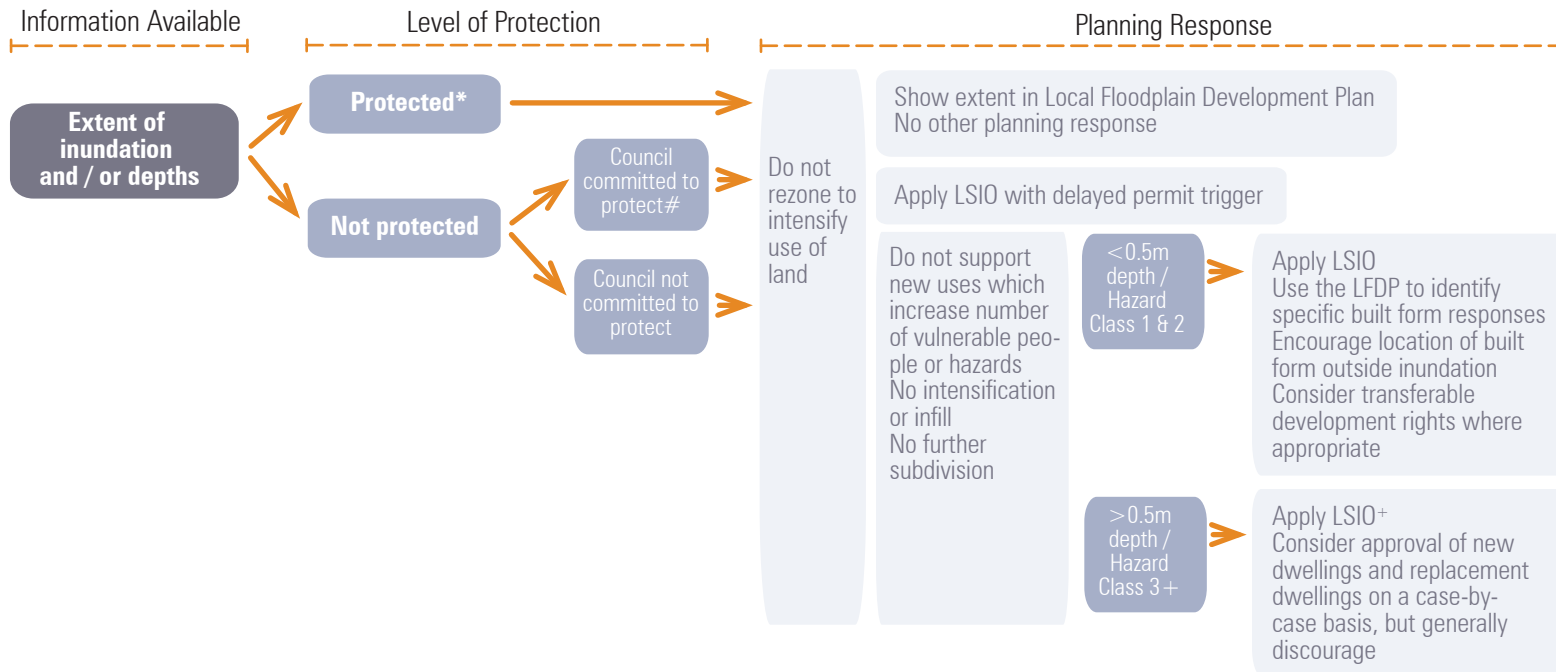 Information Available
Level of Protection
Planning Response
Extent of
inundation
and / or depths
Protected*
Not protected
Council
committed to
protect#
Council not
committed to
protect
Do not
rezone to
intensify
use of
land
Show extent in Local Floodplain Development Plan
No other planning response
Apply LSIO with delayed permit trigger
Do not support
new uses which
increase number
of vulnerable peo-
ple or hazards
No intensification
or infill
No further
subdivision
<0.5m
depth /
Hazard
Class 1 & 2
Apply LSIO
Use the LFDP to identify
specific built form responses
Encourage location of built
form outside inundation
Consider transferable
development rights where
appropriate
>0.5m
depth /
Hazard
Class 3+
Apply LSIO+
Consider approval of new
dwellings and replacement
dwellings on a case-by-
case basis, but generally
discourage